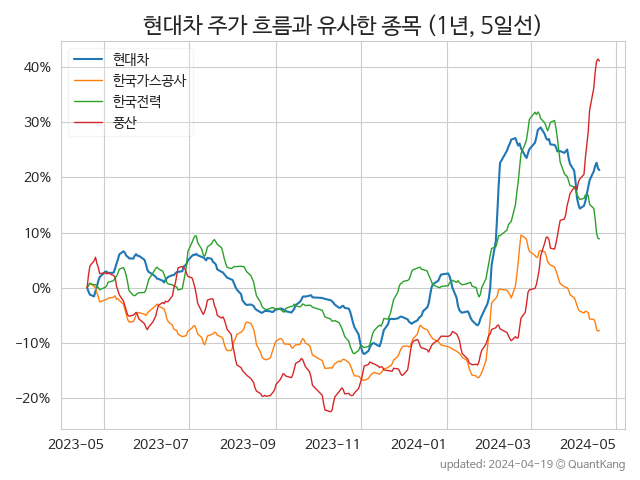 현대차 주가 흐름과 유사한 종목 (1년, 5일선)
현대차
한국가스공사
한국전력
풍산
40%
30%
20%
10%
0%
−10%
−20%
2023-05 2023-07 2023-09 2023-11 2024-01 2024-03 2024-05
updated: 2024-04-19 © QuantKang